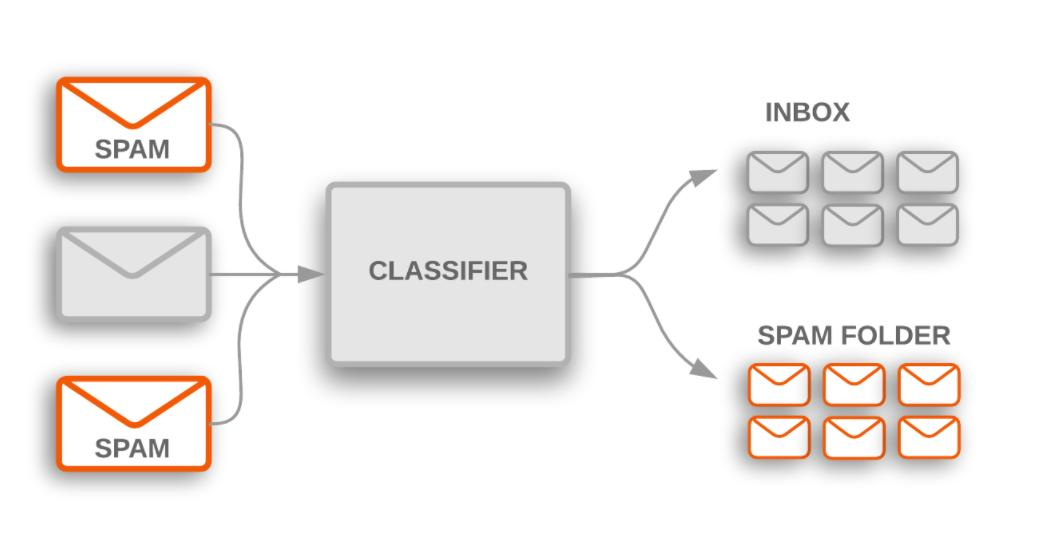 SPAM
SPAM
CLASSIFIER
INBOX
SPAM FOLDER